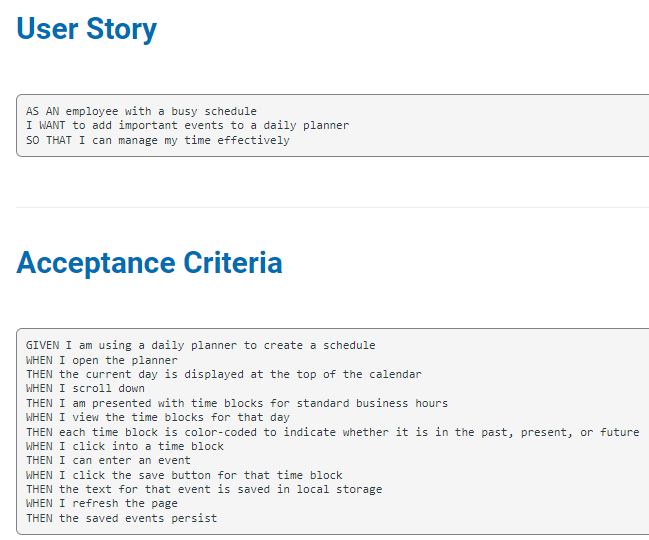 User Story
AS AN employee with a busy schedule
I WANT to add important events to a daily planner
SO THAT I can manage my time effectively
Acceptance Criteria
GIVEN I am using a daily planner to create a schedule
WHEN I open the planner
THEN the current day is displayed at the top of the calendar
WHEN I scroll down
THEN I am presented with time blocks for standard business hours
WHEN I view the time blocks for that day
THEN each time block is color-coded to indicate whether it is in the past, present, or future
WHEN I click into a time block
THEN I can enter an event
WHEN I click the save button for that time block
THEN the text for that event is saved in local storage
WHEN I refresh the page
THEN the saved events persist